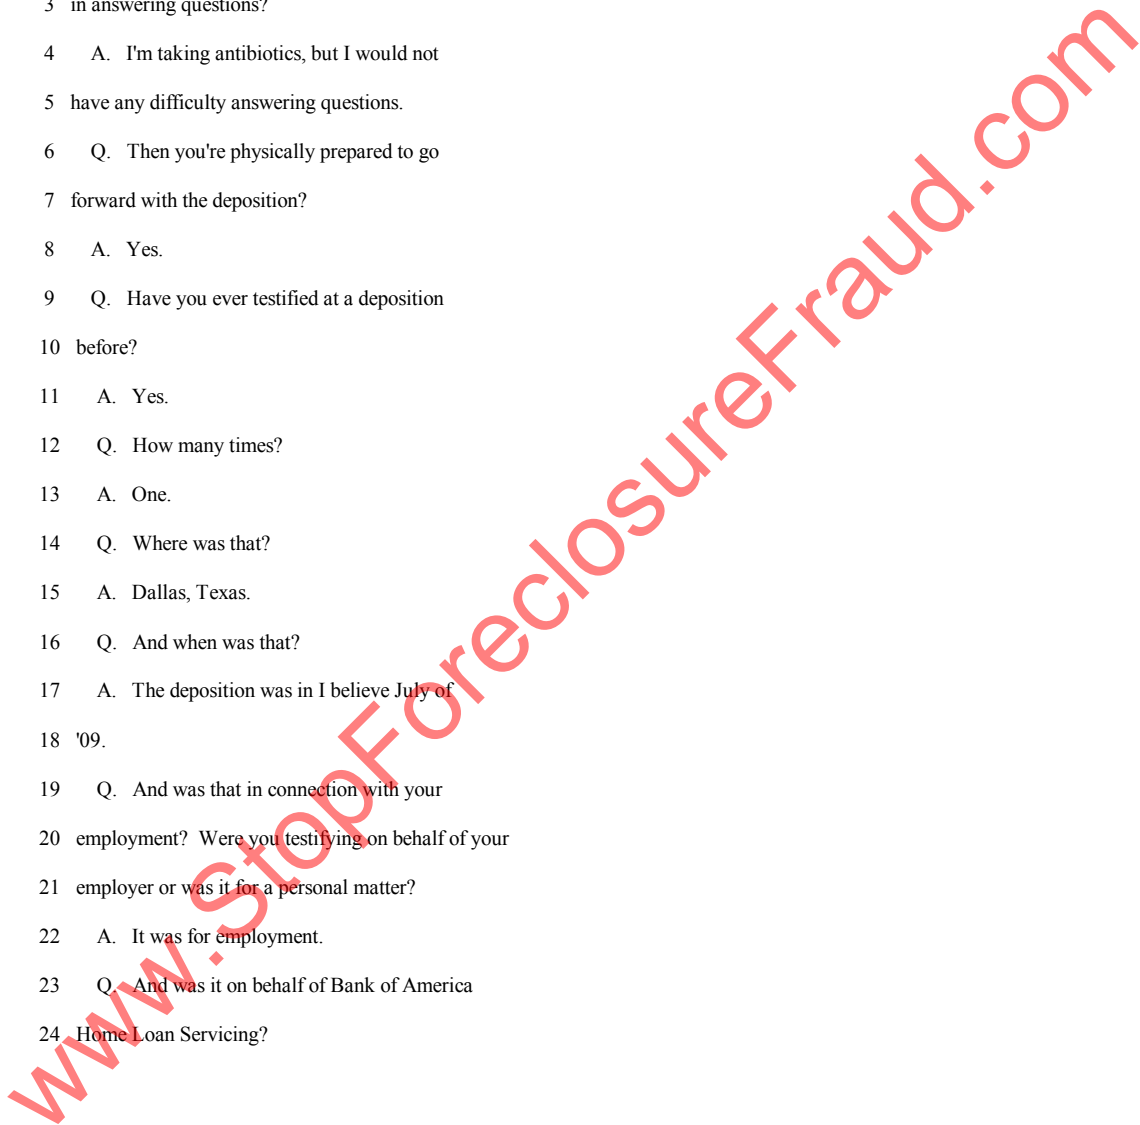 3 in answering questions?
4 A. I'm taking antibiotics, but I would not
5 have any difficulty answering questions.
6 Q. Then you're physically prepared to go
7 forward with the deposition?
8 A. Yes.
9 Q. Have you ever testified at a deposition
10 before?
11 A. Yes.
12 Q. How many times?
13 A. One.
14 Q. Where was that?
15 A. Dallas, Texas.
16 Q. And when was that?
17 A. The deposition was in I believe July of
18 '09.
19 Q. And was that in connection with your
20 employment? Were you testifying on behalf of your
21 employer or was it for a personal matter?
22 A. It was for employment.
23 Q. And was it on behalf of Bank of America
24 Home Loan Servicing?
www.StopForeclosureFraud.com